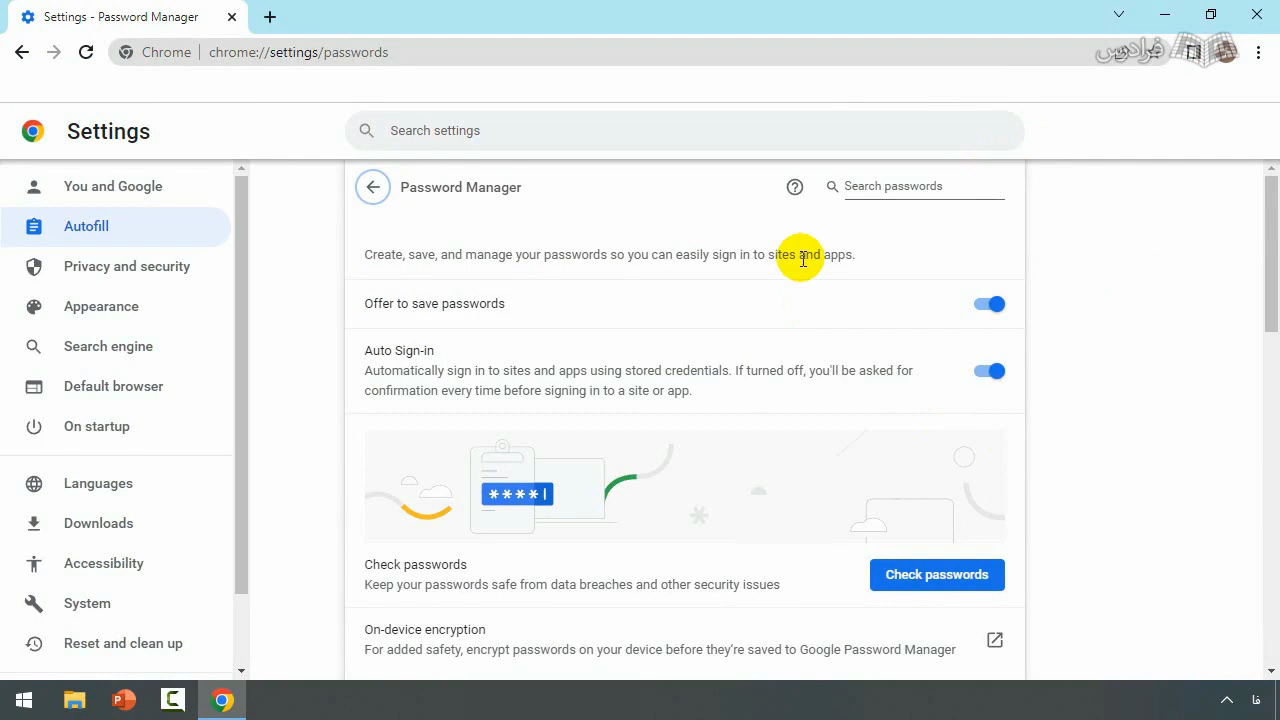 Settings - Password Manager
Chrome
chrome://settings/passwords
فرادرس
Settings
Search settings
You and Google
Autofill
Privacy and security
Appearance
Search engine
Default browser
On startup
Languages
Downloads
Accessibility
System
Reset and clean up
Password Manager
Search passwords
Create, save, and manage your passwords so you can easily sign in to sites and apps.
Offer to save passwords
Auto Sign-in
Automatically sign in to sites and apps using stored credentials. If turned off, you'll be asked for
confirmation every time before signing in to a site or app.
****
Check passwords
Keep your passwords safe from data breaches and other security issues
Check passwords
On-device encryption
For added safety, encrypt passwords on your device before they’re saved to Google Password Manager
فا